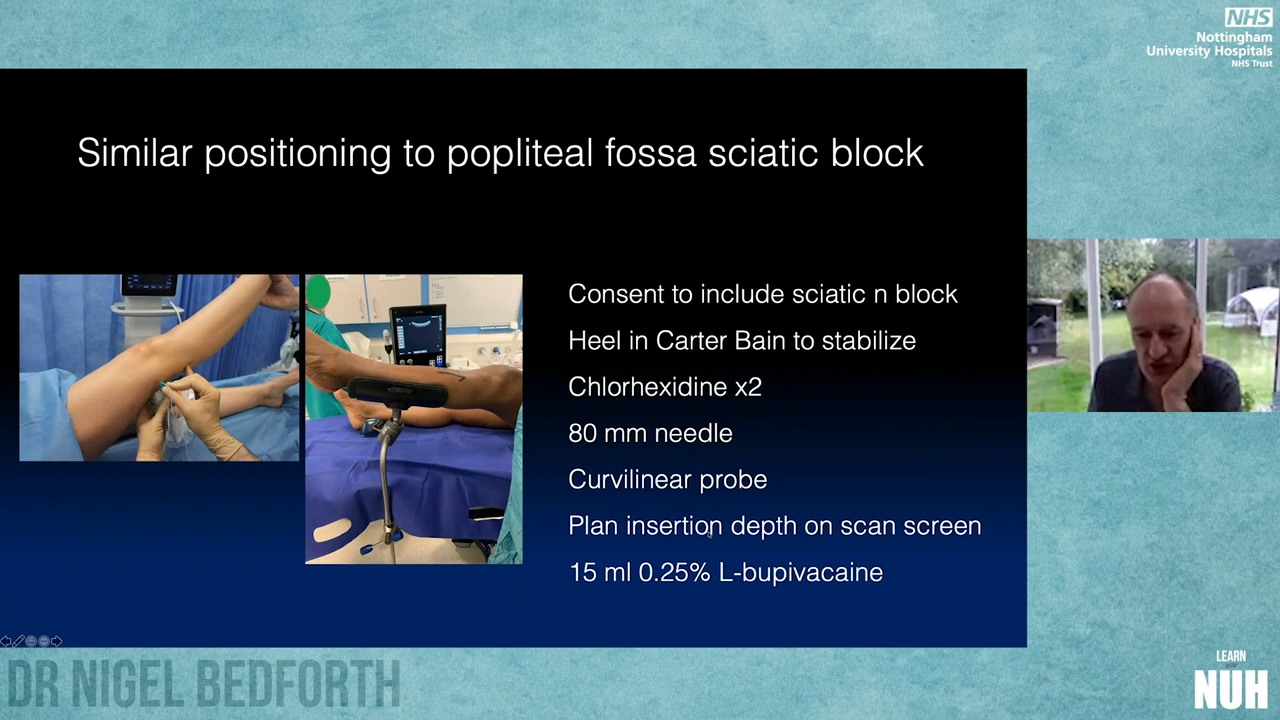 NHS
Nottingham
University Hospitals
NHS Trust
Similar positioning to popliteal fossa sciatic block
Consent to include sciatic n block
Heel in Carter Bain to stabilize
Chlorhexidine x2
80 mm needle
Curvilinear probe
Plan insertion depth on scan screen
15 ml 0.25% L-bupivacaine
DR NIGEL BEDFORTH
LEARN
NUH